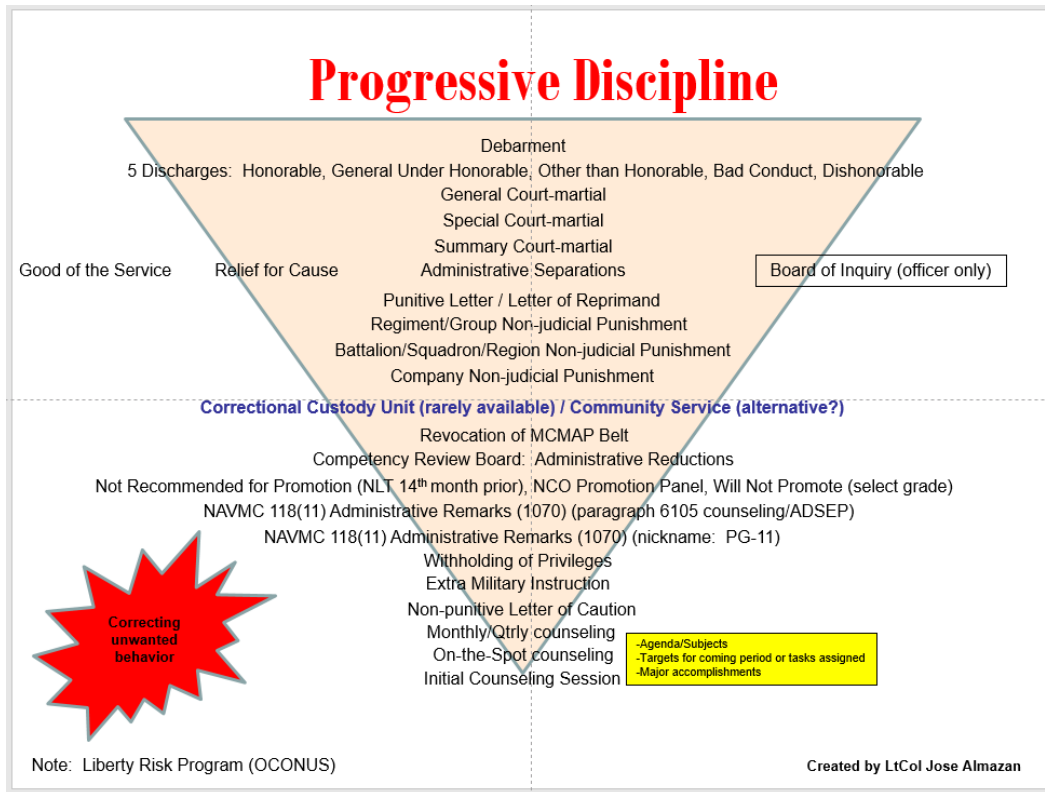 Progressive Discipline
Debarment
5 Discharges: Honorable, General Under Honorable, Other than Honorable, Bad Conduct, Dishonorable
General Court-martial
Special Court-martial
Summary Court-martial
Good of the Service Relief for Cause Administrative Separations Board of Inquiry (officer only)
Punitive Letter / Letter of Reprimand
Regiment/Group Non-judicial Punishment
Battalion/Squadron/Region Non-judicial Punishment
Company Non-judicial Punishment
Correctional Custody Unit (rarely available) / Community Service (alternative?)
Revocation of MCMAP Belt
Competency Review Board: Administrative Reductions
Not Recommended for Promotion (NLT 14th month prior), NCO Promotion Panel, Will Not Promote (select grade)
NAVMC 118(11) Administrative Remarks (1070) (paragraph 6105 counseling/ADSEP)
NAVMC 118(11) Administrative Remarks (1070) (nickname: PG-11)
Withholding of Privileges
Extra Military Instruction
Non-punitive Letter of Caution
Monthly/Qtrly counseling
On-the-Spot counseling
Initial Counseling Session
-Agenda/Subjects
-Targets for coming period or tasks assigned
-Major accomplishments
Correcting
unwanted
behavior
Note: Liberty Risk Program (OCONUS)
Created by LtCol Jose Almazan